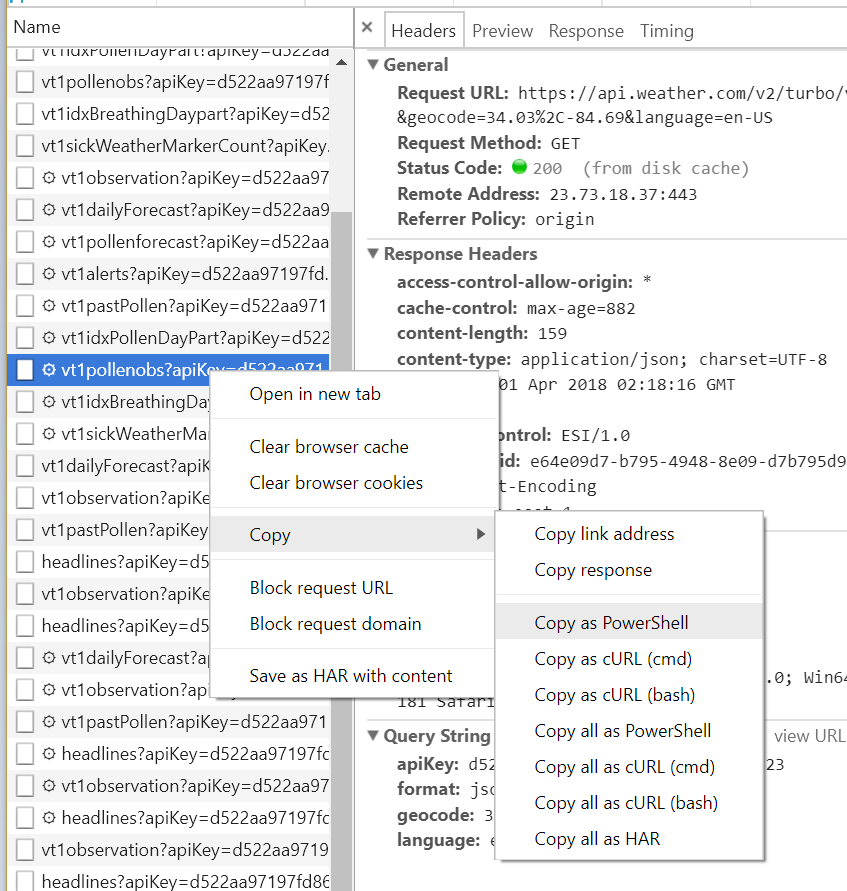 Name
vt1idxPollenDayPart?apiKey=d522aa
vt1pollenobs?apiKey=d522aa97197f
vt1idxBreathingDaypart?apiKey=d52
vt1sickWeatherMarkerCount?apiKey.
vt1observation?apiKey=d522aa97
vt1dailyForecast?apiKey=d522aa9
vt1pollenforecast?apiKey=d522aa
vt1alerts?apiKey=d522aa97197fd.
vt1pastPollen?apiKey=d522aa971
vt1idxPollenDayPart?apiKey=d522
vt1pollenobs?apiKey=d522aa971
vt1idxBreathingDay
vt1sickWeatherMar
vt1dailyForecast?apiK
vt1observation?apiKe
vt1pastPollen?apiKey
headlines?apiKey=d5
vt1observation?apiKe
headlines?apiKey=d5
vt1dailyForecast?ap
vt1observation?apiK
vt1pastPollen?apiKey=d522aa971
headlines?apiKey=d522aa97197fd
vt1observation?apiKey=d522aa97
headlines?apiKey=d522aa97197fd
vt1observation?apiKey=d522aa9719
headlines?apiKey=d522aa97197fd86
× Headers Preview Response Timing
General
Request URL: https://api.weather.com/v2/turbo/v
&geocode=34.03%2C-84.69&language=en-US
Request Method: GET
Status Code: 200 (from disk cache)
Remote Address: 23.73.18.37:443
Referrer Policy: origin
Response Headers
access-control-allow-origin: *
cache-control: max-age=882
content-length: 159
content-type: application/json; charset=UTF-8
01 Apr 2018 02:18:16 GMT
ontrol: ESI/1.0
id: e64e09d7-b795-4948-8e09-d7b795d9
t-Encoding
.0; Win64
181 Safari
Query String
view URL
apiKey: d52
23
format: jso
geocode: 3
language: e
Open in new tab
Clear browser cache
Clear browser cookies
Copy
Block request URL
Block request domain
Save as HAR with content
Copy link address
Copy response
Copy as PowerShell
Copy as cURL (cmd)
Copy as cURL (bash)
Copy all as PowerShell
Copy all as cURL (cmd)
Copy all as cURL (bash)
Copy all as HAR